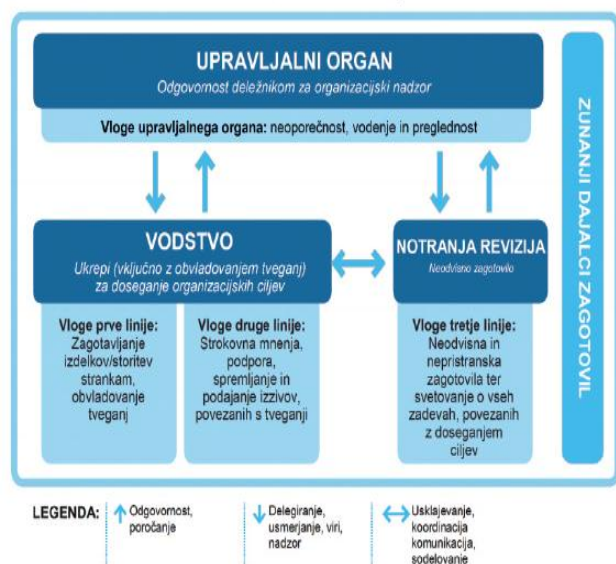 UPRAVLJALNI ORGAN
Odgovornost deležnikom za organizacijski nadzor
Vloge upravljalnega organa: neoporečnost, vodenje in preglednost
VODSTVO
Ukrepi (vključno z obvladovanjem tveganj)
za doseganje organizacijskih ciljev
Vloge prve linije:
Zagotavljanje
izdelkov/storitev
strankam,
obvladovanje
tveganj
Vloge druge linije:
Strokovna mnenja,
podpora,
spremljanje in
podajanje izzivov,
povezanih s tveganji
NOTRANJA REVIZIJA
Neodvisno zagotovilo
Vloge tretje linije:
Neodvisna in
nepristranska
zagotovila ter
svetovanje o vseh
zadevah, povezanih
z doseganjem
ciljev
ZUNANJI DAJALCI ZAGOTOVIL
LEGENDA:
Odgovornost,
poročanje
Delegiranje,
usmerjanje, viri,
nadzor
Usklajevanje,
koordinacija
komunikacija,
sodelovanje